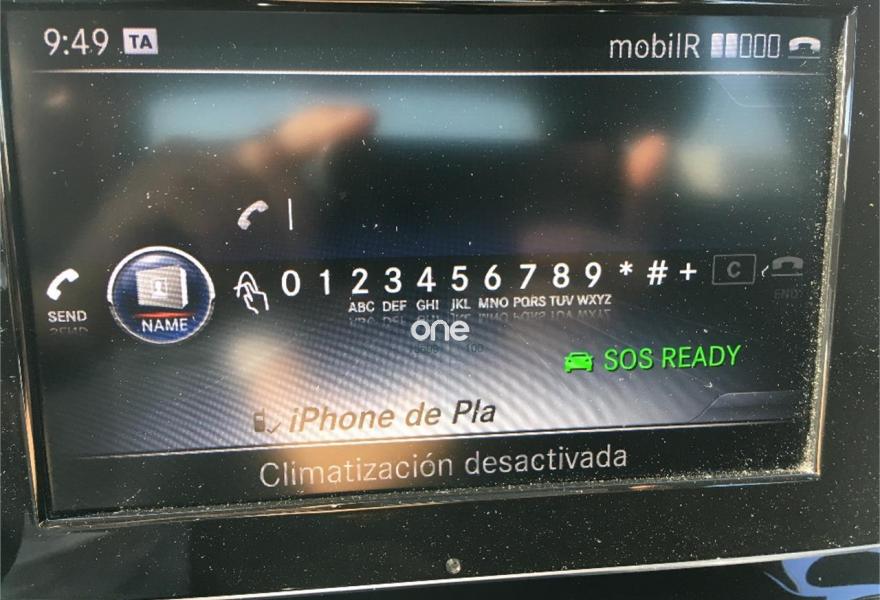 9:49 TA mobilR
SEND NAME 0 1 2 3 4 5 6 7 8 9 * # + C END
ABC DEF GHI JKL MNO PQRS TUV WXYZ
one
SOS READY
iPhone de Pla
Climatización desactivada